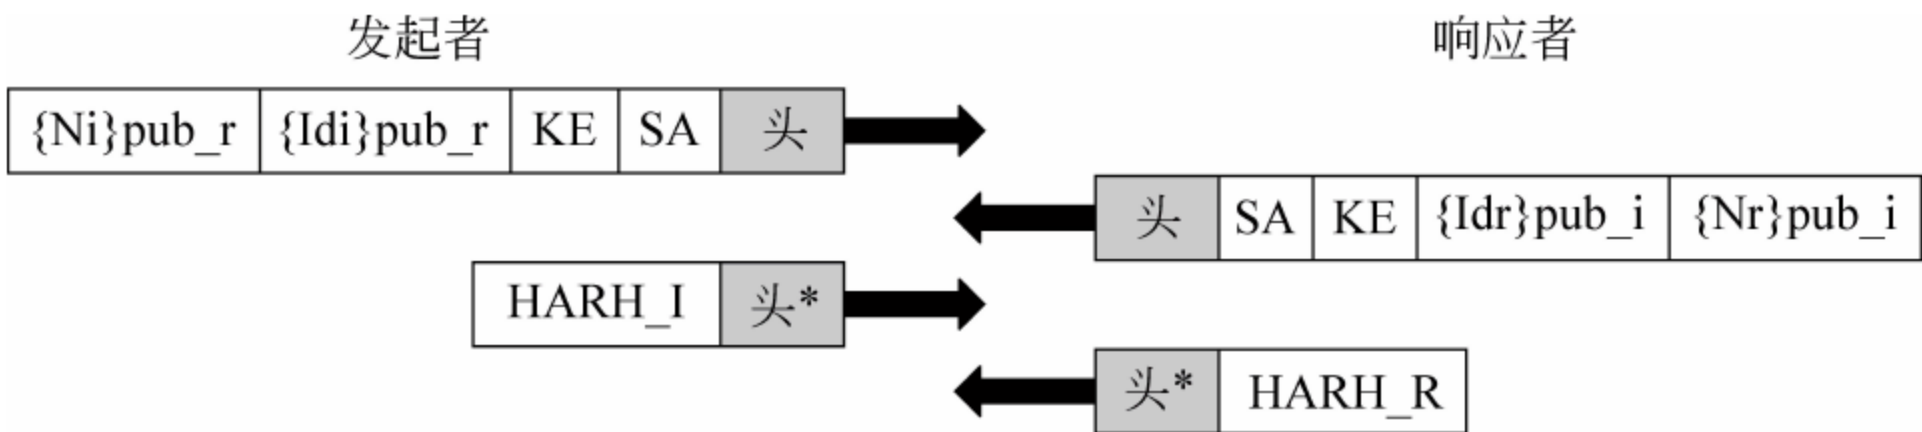 发起者 响应者
{Ni}pub_r {Idi}pub_r KE SA 头
头 SA KE {Idr}pub_i {Nr}pub_i
HARH_I 头*
头* HARH_R